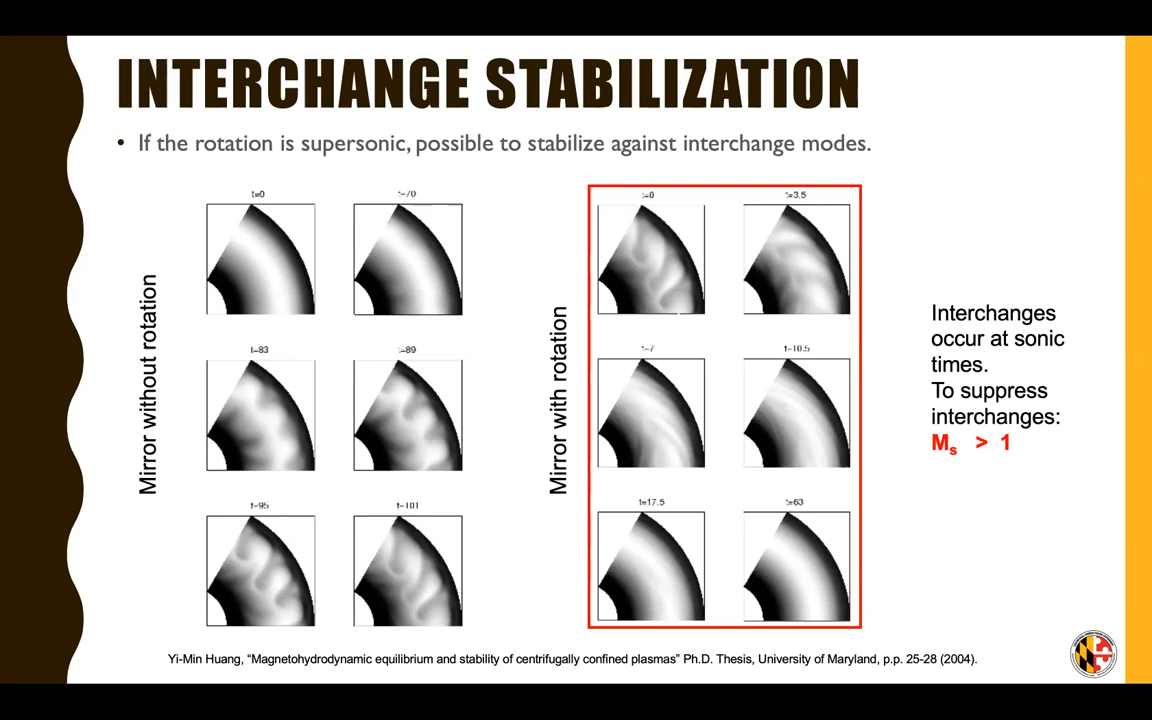 INTERCHANGE STABILIZATION
• If the rotation is supersonic, possible to stabilize against interchange modes.
Mirror without rotation
t=0
t=70
t=83
t=89
t=95
t=101
Mirror with rotation
t=0
t=3.5
t=7
t=10.5
t=17.5
t=63
Interchanges
occur at sonic
times.
To suppress
interchanges:
Ms > 1
Yi-Min Huang, “Magnetohydrodynamic equilibrium and stability of centrifugally confined plasmas” Ph.D. Thesis, University of Maryland, p.p. 25-28 (2004).